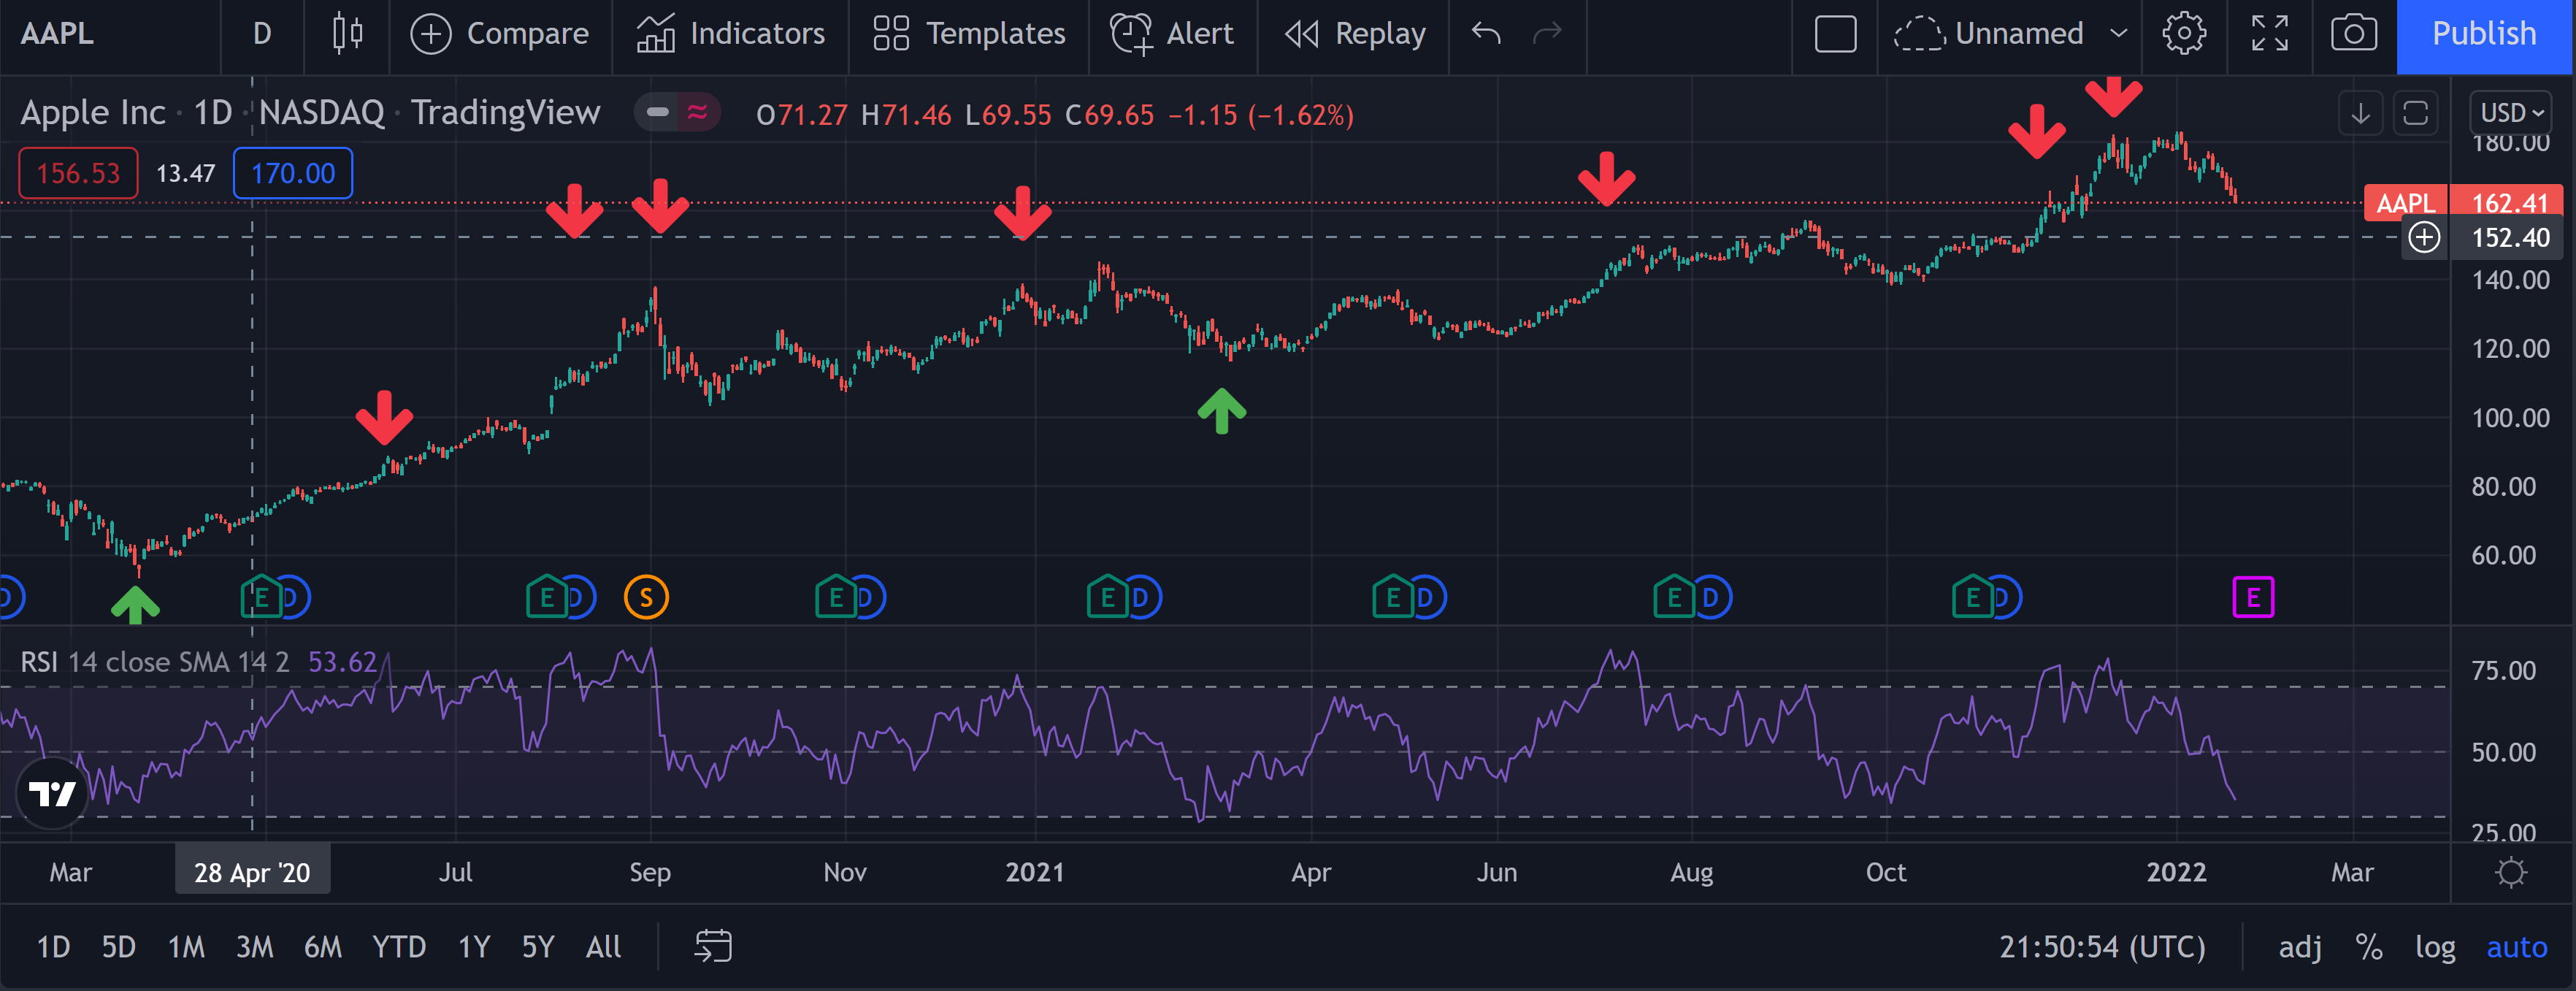 AAPL D Compare Indicators Templates Alert Replay Unnamed Publish
Apple Inc · 1D · NASDAQ · TradingView O71.27 H71.46 L69.55 C69.65 −1.15 (−1.62%) USD
156.53 13.47 170.00
180.00
AAPL 162.41
152.40
140.00
120.00
100.00
80.00
60.00
D E D E D S E D E D E D E D E D E
RSI 14 close SMA 14 2 53.62
75.00
50.00
25.00
Mar 28 Apr '20 Jul Sep Nov 2021 Apr Jun Aug Oct 2022 Mar
1D 5D 1M 3M 6M YTD 1Y 5Y All 21:50:54 (UTC) adj % log auto